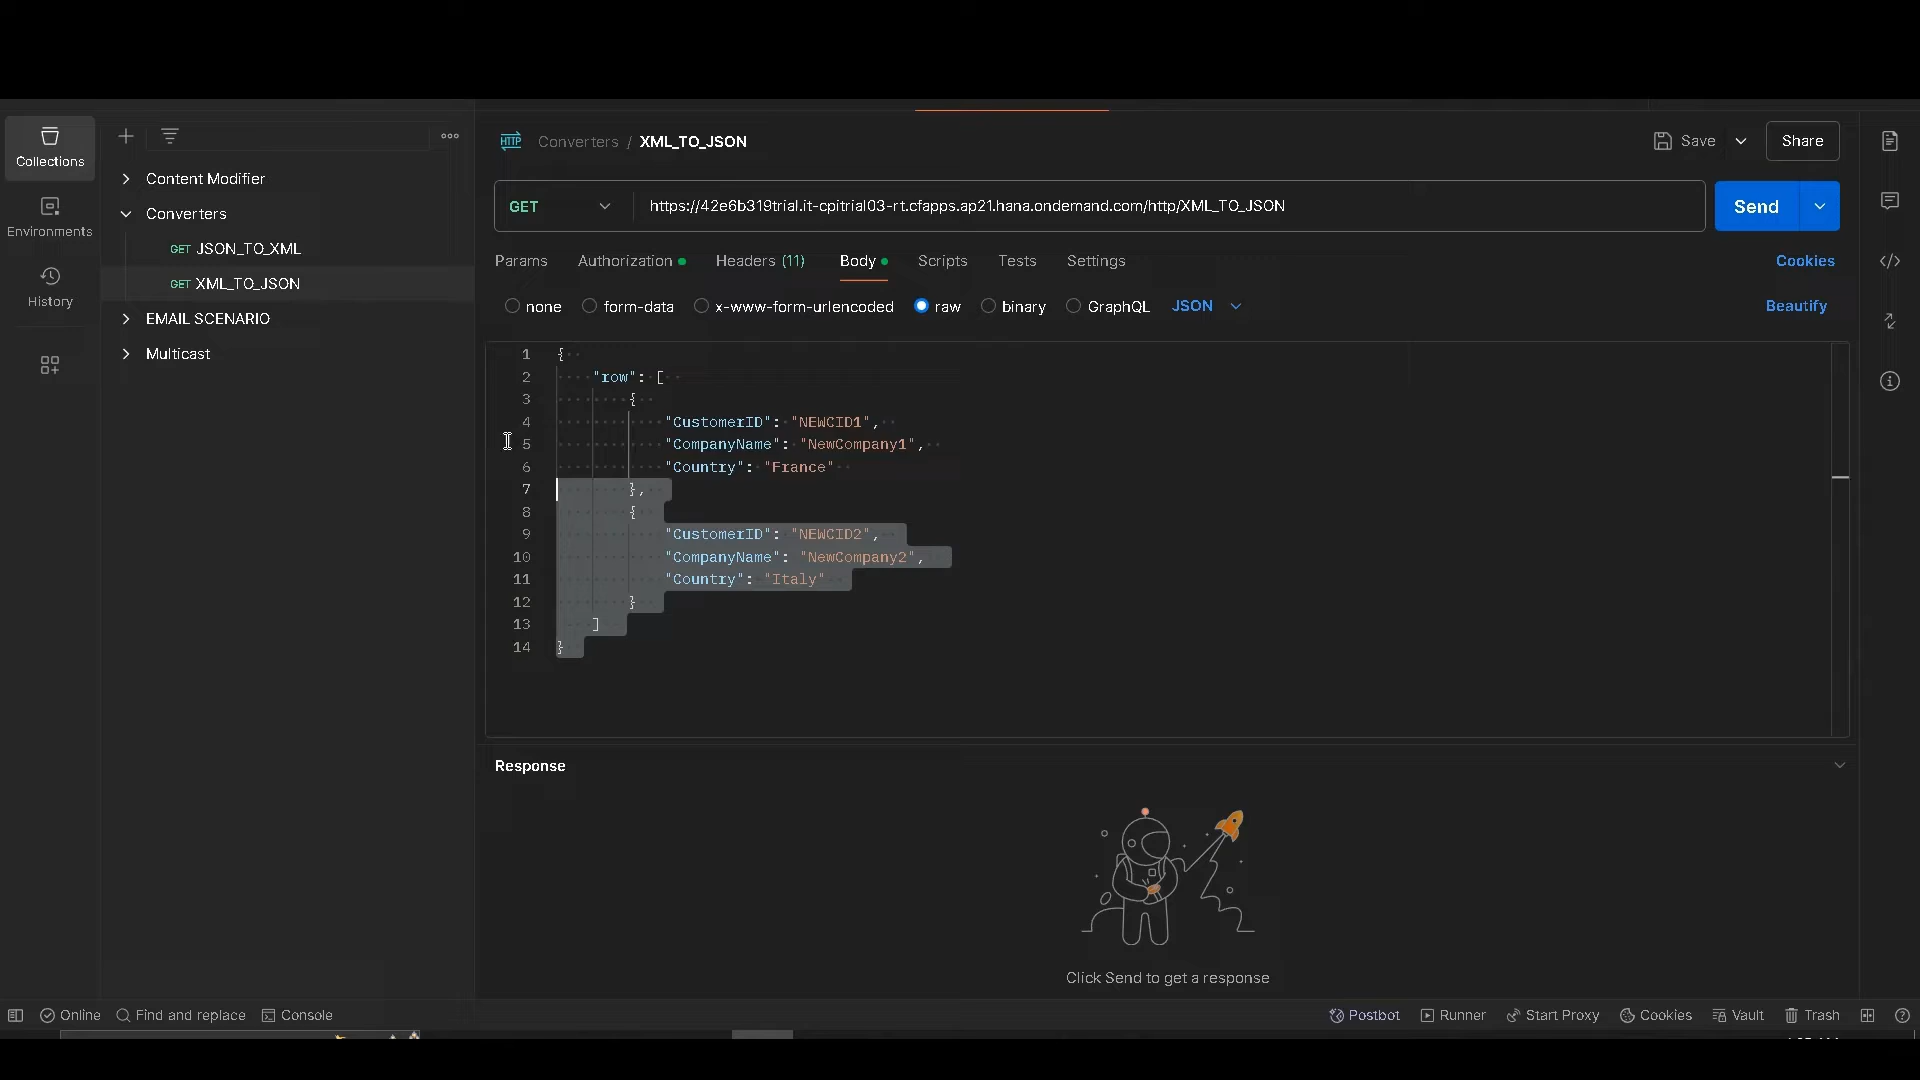 Collections
Environments
History
Content Modifier
Converters
GET JSON_TO_XML
GET XML_TO_JSON
EMAIL SCENARIO
Multicast
HTTP Converters / XML_TO_JSON
Save
Share
GET https://42e6b319trial.it-cpitrial03-rt.cfapps.ap21.hana.ondemand.com/http/XML_TO_JSON
Send
Params Authorization Headers (11) Body Scripts Tests Settings
Cookies
none form-data x-www-form-urlencoded raw binary GraphQL JSON
Beautify
1 {
2 "row": [
3 {
4 "CustomerID": "NEWCID1",
5 "CompanyName": "NewCompany1",
6 "Country": "France"
7 },
8 {
9 "CustomerID": "NEWCID2",
10 "CompanyName": "NewCompany2",
11 "Country": "Italy"
12 }
13 ]
14 }
Response
Click Send to get a response
Online Find and replace Console
Postbot Runner Start Proxy Cookies Vault Trash